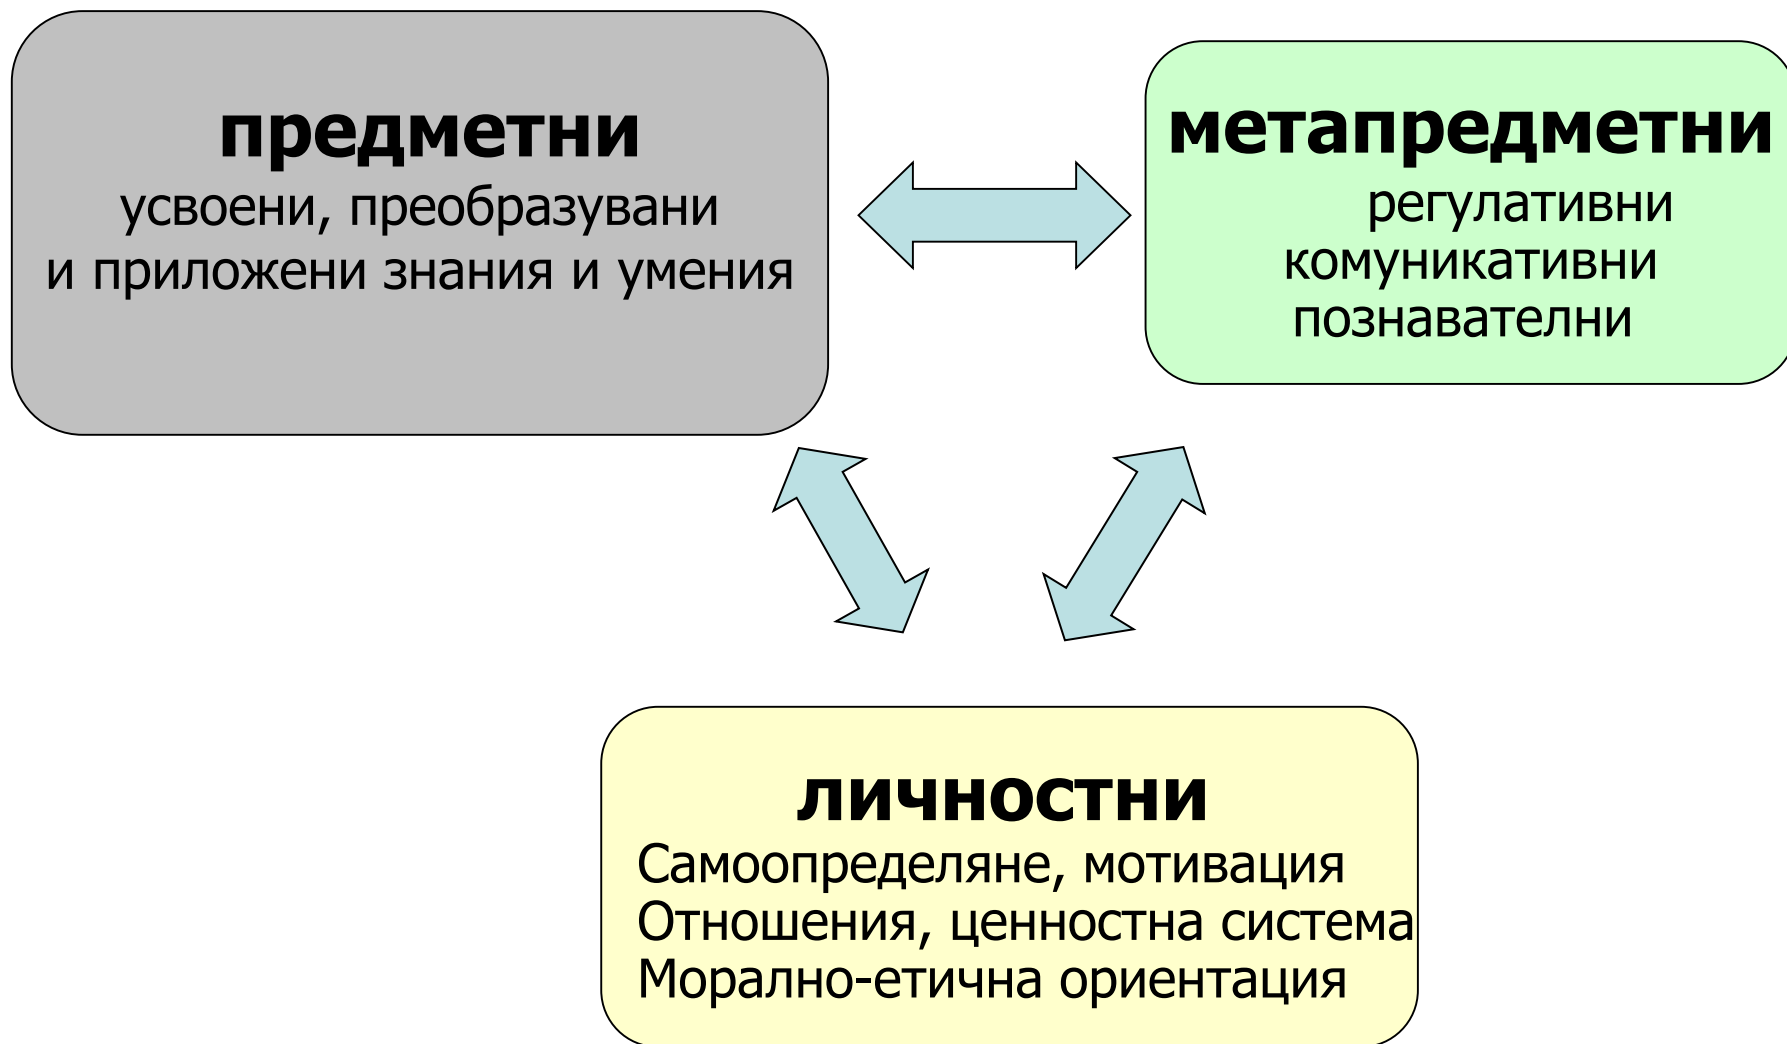 предметни
усвоени, преобразувани
и приложени знания и умения
метапредметни
регулативни
комуникативни
познавателни
личностни
Самоопределяне, мотивация
Отношения, ценностна система
Морално-етична ориентация